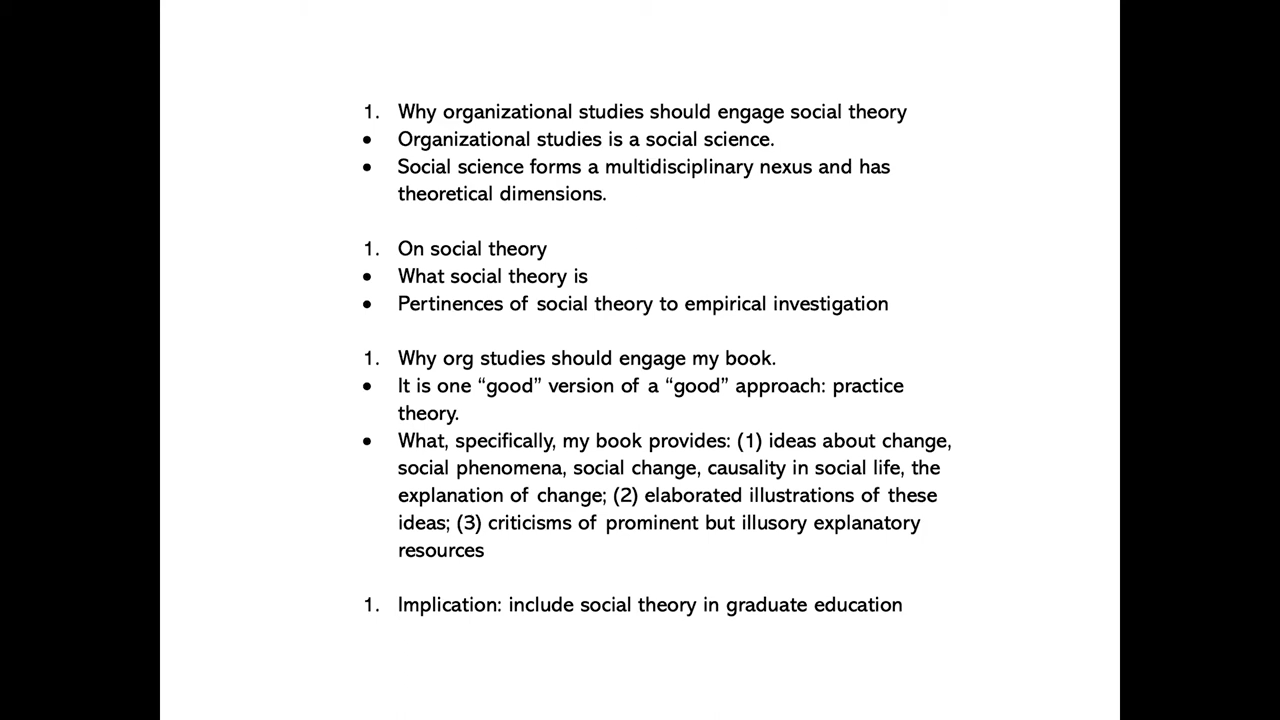 1. Why organizational studies should engage social theory
• Organizational studies is a social science.
• Social science forms a multidisciplinary nexus and has
theoretical dimensions.
1. On social theory
• What social theory is
• Pertinences of social theory to empirical investigation
1. Why org studies should engage my book.
• It is one “good” version of a “good” approach: practice
theory.
• What, specifically, my book provides: (1) ideas about change,
social phenomena, social change, causality in social life, the
explanation of change; (2) elaborated illustrations of these
ideas; (3) criticisms of prominent but illusory explanatory
resources
1. Implication: include social theory in graduate education